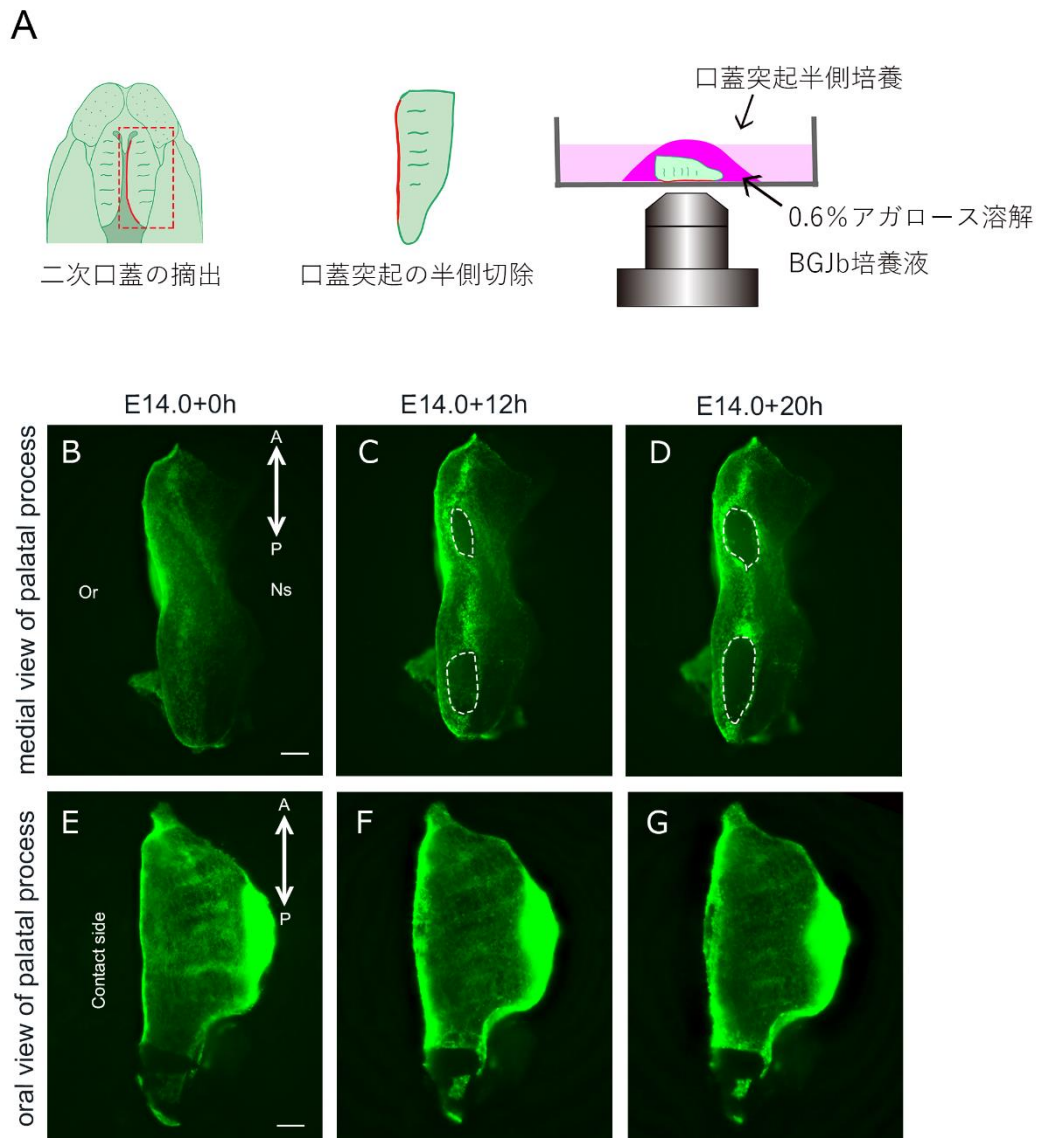 A
口蓋突起半側培養
二次口蓋の摘出
口蓋突起の半側切除
0.6%アガロース溶解
BGJb培養液
E14.0+0h
E14.0+12h
E14.0+20h
medial view of palatal process
B
A
P
Or
Ns
C
D
oral view of palatal process
E
A
P
Contact side
F
G